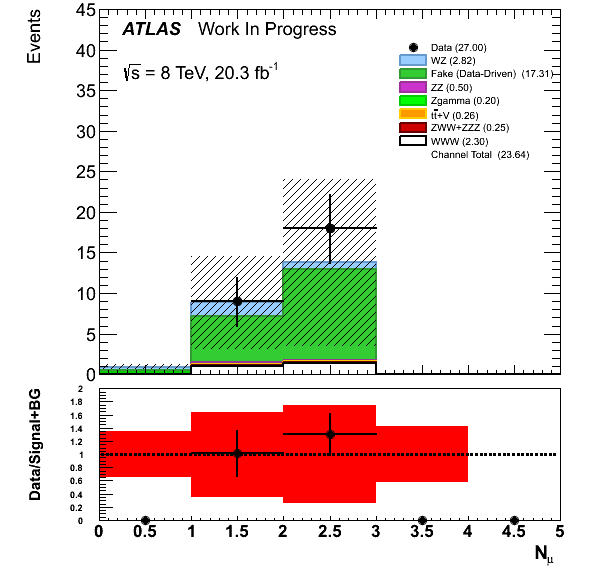 Events
45
40
35
30
25
20
15
10
5
0
ATLAS Work In Progress
√s = 8 TeV, 20.3 fb⁻¹
Data (27.00)
WZ (2.82)
Fake (Data-Driven) (17.31)
ZZ (0.50)
Zgamma (0.20)
tt̄+V (0.26)
ZWW+ZZZ (0.25)
WWW (2.30)
Channel Total (23.64)
Data/Signal+BG
2
1.8
1.6
1.4
1.2
1
0.8
0.6
0.4
0.2
0
0 0.5 1 1.5 2 2.5 3 3.5 4 4.5 5
Nμ